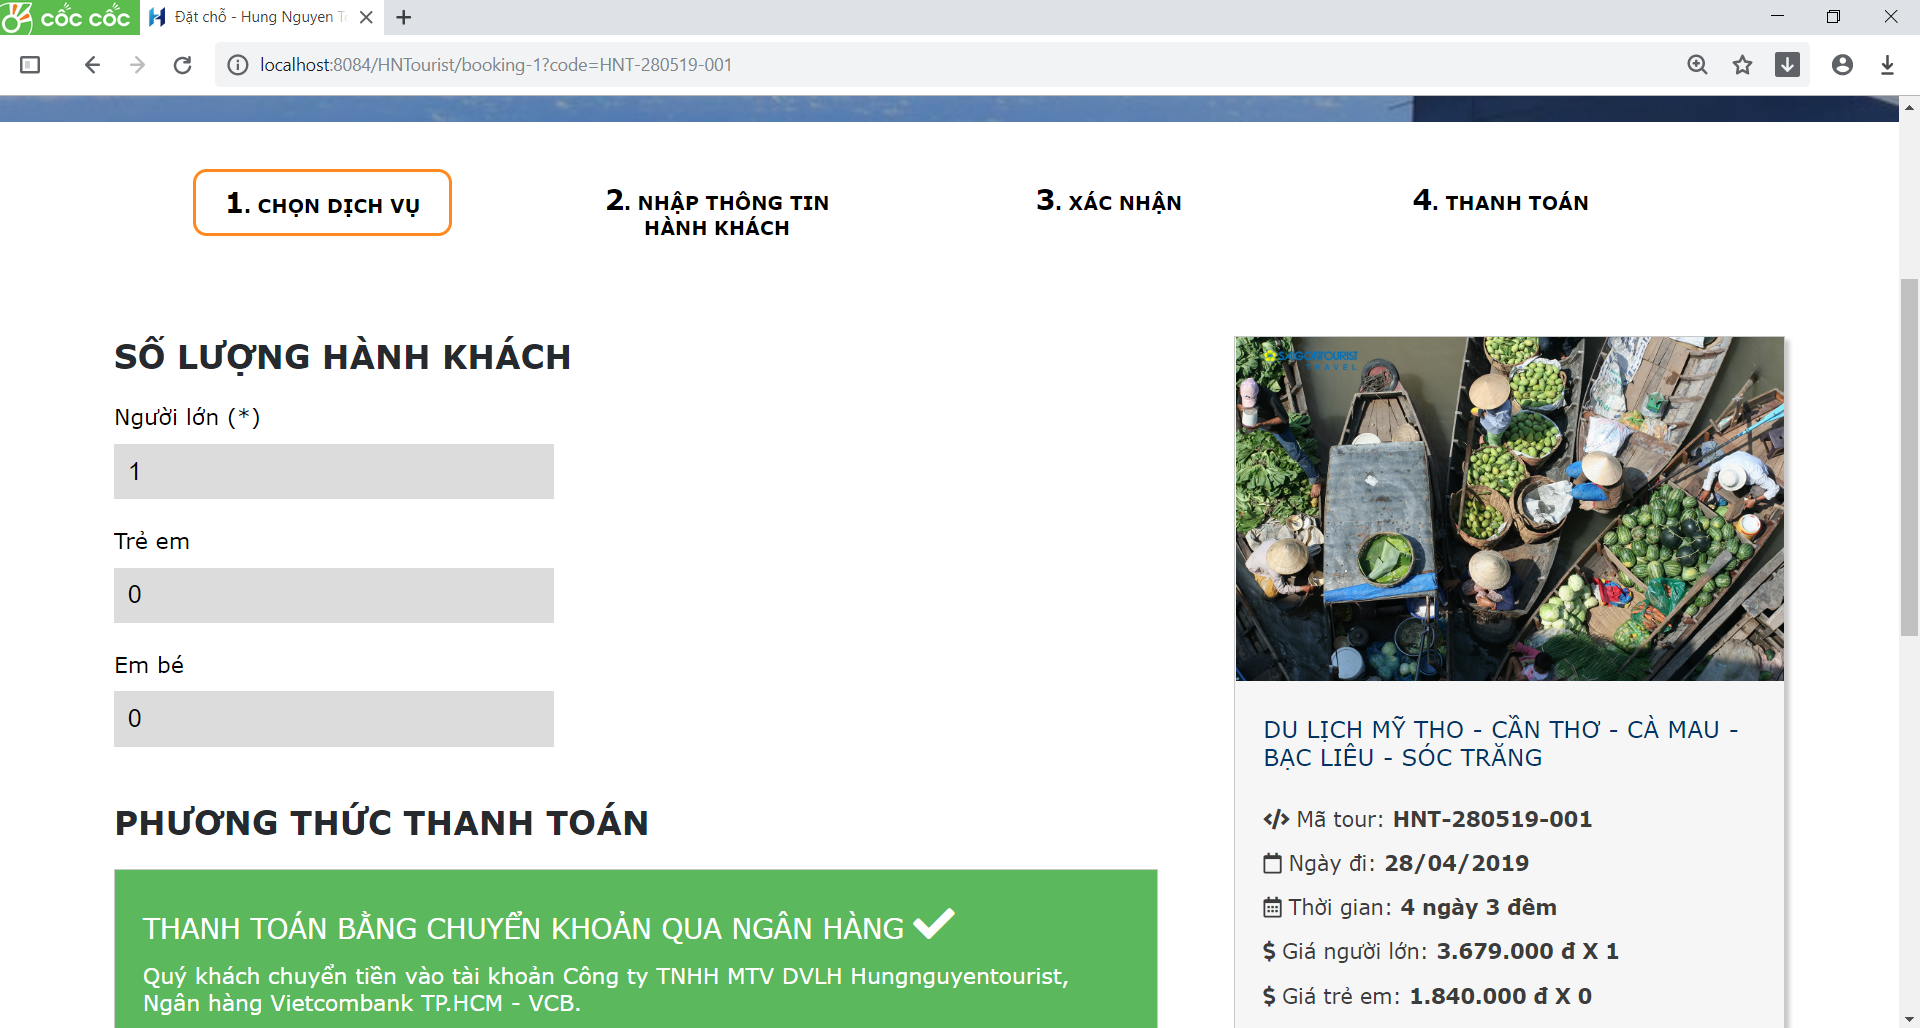 cốc cốc
Đặt chỗ - Hung Nguyen T
localhost:8084/HNTourist/booking-1?code=HNT-280519-001
1. CHỌN DỊCH VỤ
2. NHẬP THÔNG TIN
HÀNH KHÁCH
3. XÁC NHẬN
4. THANH TOÁN
SỐ LƯỢNG HÀNH KHÁCH
Người lớn (*)
1
Trẻ em
0
Em bé
0
PHƯƠNG THỨC THANH TOÁN
THANH TOÁN BẰNG CHUYỂN KHOẢN QUA NGÂN HÀNG
Quý khách chuyển tiền vào tài khoản Công ty TNHH MTV DVLH Hungnguyentourist,
Ngân hàng Vietcombank TP.HCM - VCB.
SAIGONTOURIST
TRAVEL
DU LỊCH MỸ THO - CẦN THƠ - CÀ MAU -
BẠC LIÊU - SÓC TRĂNG
Mã tour: HNT-280519-001
Ngày đi: 28/04/2019
Thời gian: 4 ngày 3 đêm
Giá người lớn: 3.679.000 đ X 1
Giá trẻ em: 1.840.000 đ X 0